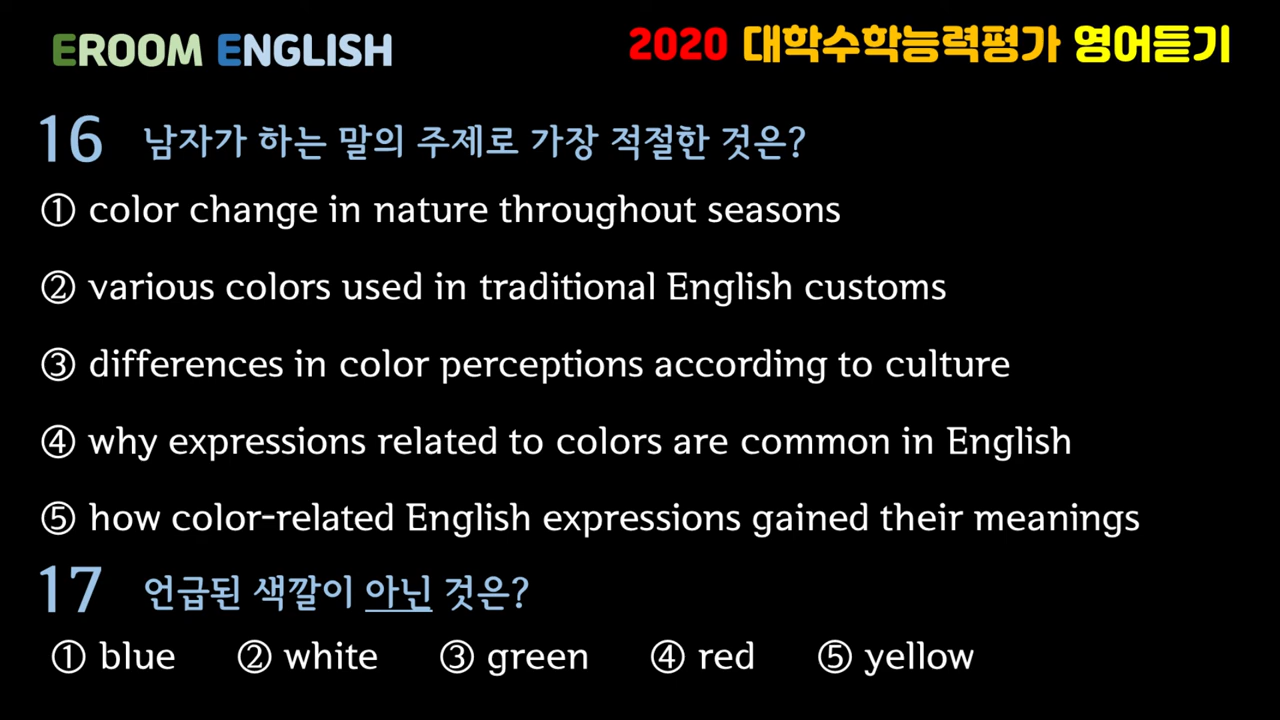 EROOM ENGLISH
2020 대학수학능력평가 영어듣기
16 남자가 하는 말의 주제로 가장 적절한 것은?
① color change in nature throughout seasons
② various colors used in traditional English customs
③ differences in color perceptions according to culture
④ why expressions related to colors are common in English
⑤ how color-related English expressions gained their meanings
17 언급된 색깔이 아닌 것은?
① blue ② white ③ green ④ red ⑤ yellow